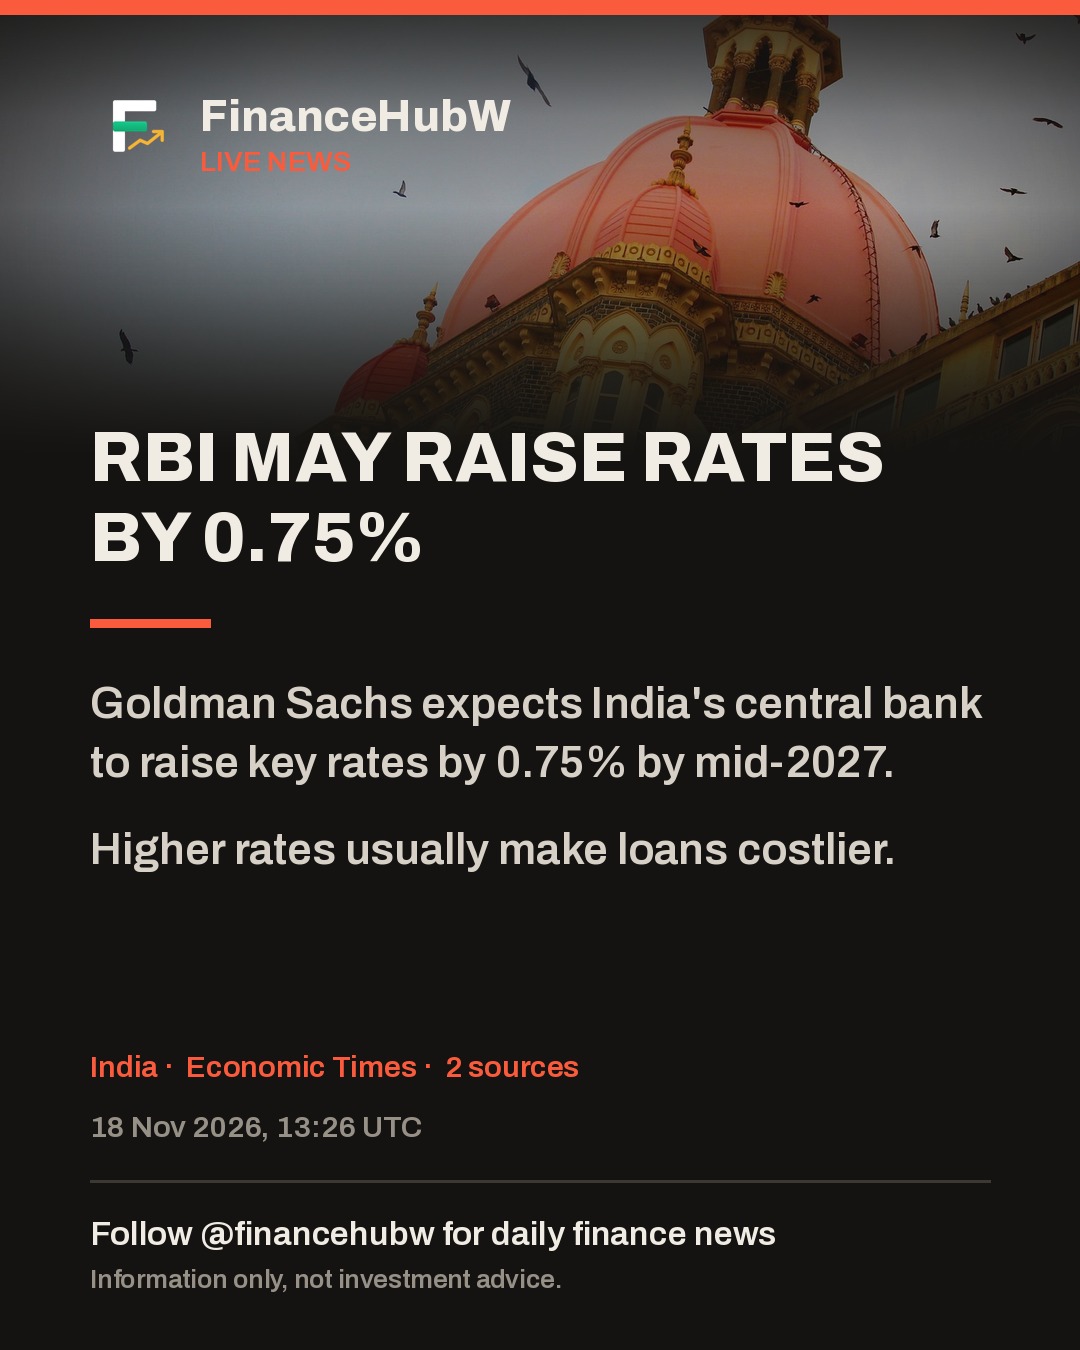 FinanceHubW
LIVE NEWS
RBI MAY RAISE RATES
BY 0.75%
Goldman Sachs expects India's central bank
to raise key rates by 0.75% by mid-2027.
Higher rates usually make loans costlier.
India · Economic Times · 2 sources
18 Nov 2026, 13:26 UTC
Follow @financehubw for daily finance news
Information only, not investment advice.